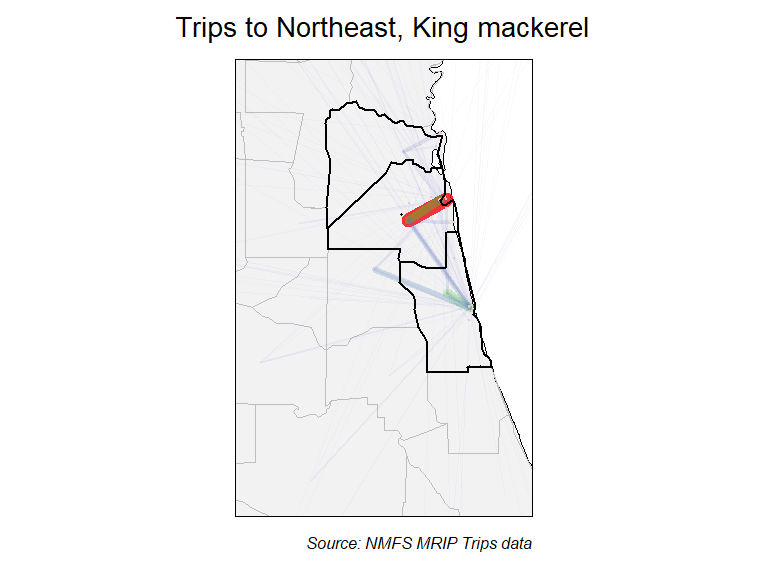 Trips to Northeast, King mackerel
Source: NMFS MRIP Trips data